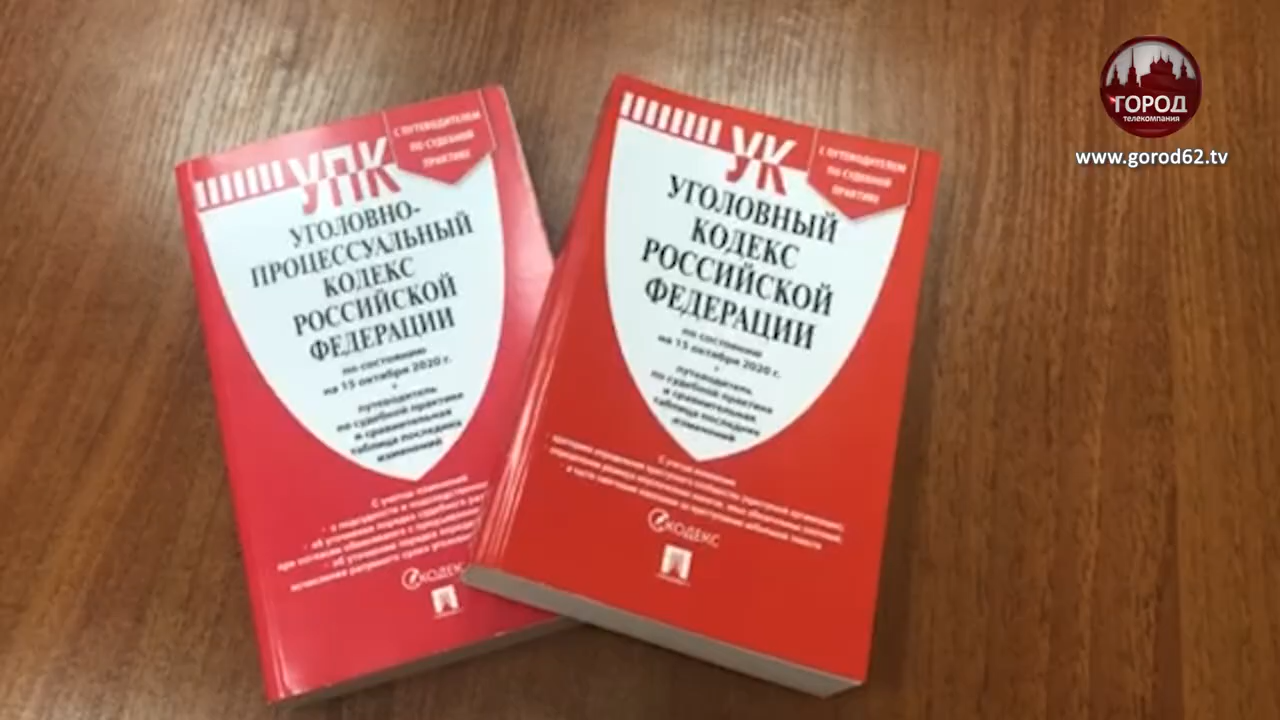 ГОРОД
телекомпания
www.gorod62.tv
УПК
С ПУТЕВОДИТЕЛЕМ
ПО СУДЕБНОЙ
ПРАКТИКЕ
УГОЛОВНО-
ПРОЦЕССУАЛЬНЫЙ
КОДЕКС
РОССИЙСКОЙ
ФЕДЕРАЦИИ
по состоянию
на 15 октября 2020 г.
путеводитель
по судебной практике
и сравнительная
таблица последних
изменений
С учетом изменений
КОДЕКС
УК
С ПУТЕВОДИТЕЛЕМ
ПО СУДЕБНОЙ
ПРАКТИКЕ
УГОЛОВНЫЙ
КОДЕКС
РОССИЙСКОЙ
ФЕДЕРАЦИИ
по состоянию
на 15 октября 2020 г.
путеводитель
по судебной практике
и сравнительная
таблица последних
изменений
С учетом
КОДЕКС